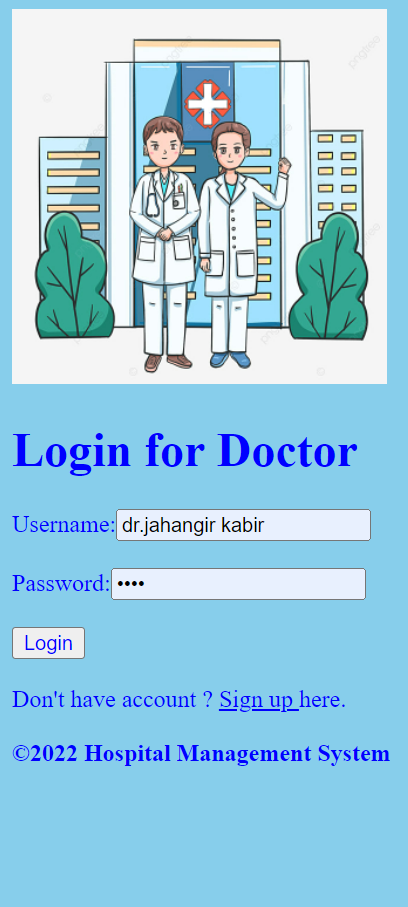 Login for Doctor
Username: dr.jahangir kabir
Password: ••••
Login
Don't have account ? Sign up here.
©2022 Hospital Management System